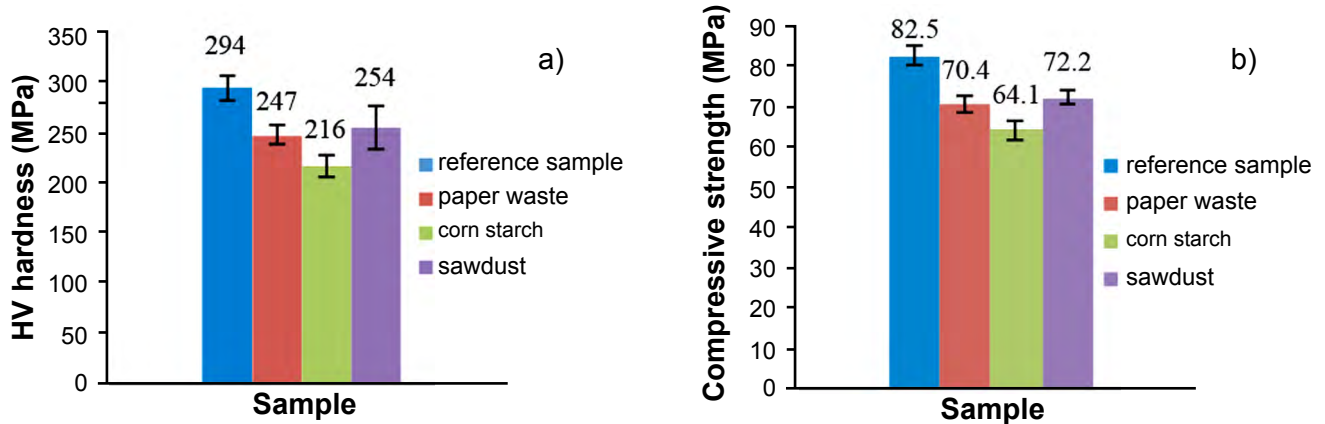 a)
HV hardness (MPa)
350
300
250
200
150
100
50
0
294
247
216
254
reference sample
paper waste
corn starch
sawdust
Sample
b)
Compressive strength (MPa)
90
80
70
60
50
40
30
20
10
0
82.5
70.4
64.1
72.2
reference sample
paper waste
corn starch
sawdust
Sample